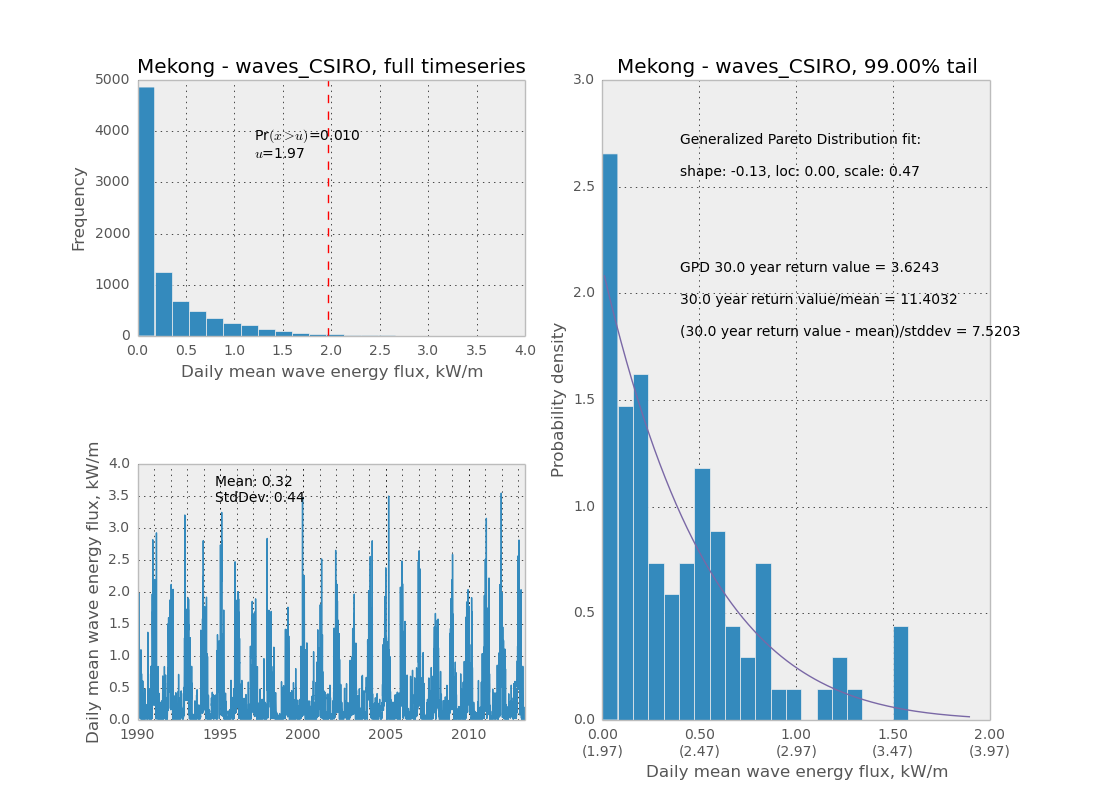 Mekong - waves_CSIRO, full timeseries
5000
4000
3000
2000
1000
0
Frequency
Pr(x>u)=0.010
u=1.97
0.0 0.5 1.0 1.5 2.0 2.5 3.0 3.5 4.0
Daily mean wave energy flux, kW/m
4.0
3.5
3.0
2.5
2.0
1.5
1.0
0.5
0.0
Daily mean wave energy flux, kW/m
Mean: 0.32
StdDev: 0.44
1990 1995 2000 2005 2010
Mekong - waves_CSIRO, 99.00% tail
3.0
2.5
2.0
1.5
1.0
0.5
0.0
Probability density
Generalized Pareto Distribution fit:
shape: -0.13, loc: 0.00, scale: 0.47
GPD 30.0 year return value = 3.6243
30.0 year return value/mean = 11.4032
(30.0 year return value - mean)/stddev = 7.5203
0.00 0.50 1.00 1.50 2.00
(1.97) (2.47) (2.97) (3.47) (3.97)
Daily mean wave energy flux, kW/m